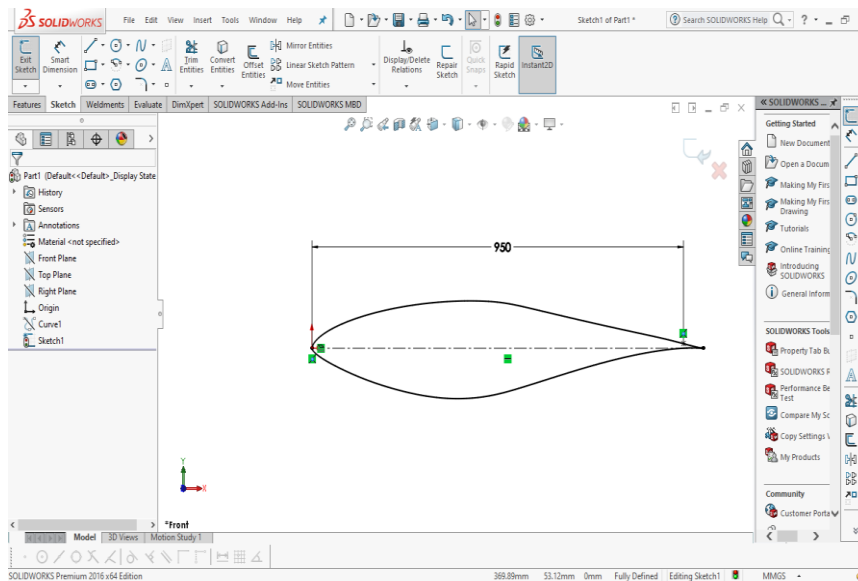 SOLIDWORKS
File Edit View Insert Tools Window Help
Sketch1 of Part1 *
Search SOLIDWORKS Help
Exit Sketch
Smart Dimension
Trim Entities
Convert Entities
Offset Entities
Mirror Entities
Linear Sketch Pattern
Move Entities
Display/Delete Relations
Repair Sketch
Quick Snaps
Rapid Sketch
Instant2D
Features Sketch Weldments Evaluate DimXpert SOLIDWORKS Add-Ins SOLIDWORKS MBD
Part1 (Default<<Default>_Display State
History
Sensors
Annotations
Material <not specified>
Front Plane
Top Plane
Right Plane
Origin
Curve1
Sketch1
950
Y
X
*Front
SOLIDWORKS ...
Getting Started
New Document
Open a Docum
Making My Firs
Making My Firs
Drawing
Tutorials
Online Training
Introducing
SOLIDWORKS
General Inform
SOLIDWORKS Tools
Property Tab Bu
SOLIDWORKS R
Performance Be
Test
Compare My Sc
Copy Settings \
My Products
Community
Customer Porta
Model 3D Views Motion Study 1
SOLIDWORKS Premium 2016 x64 Edition
369.89mm 53.12mm 0mm Fully Defined Editing Sketch1 MMGS